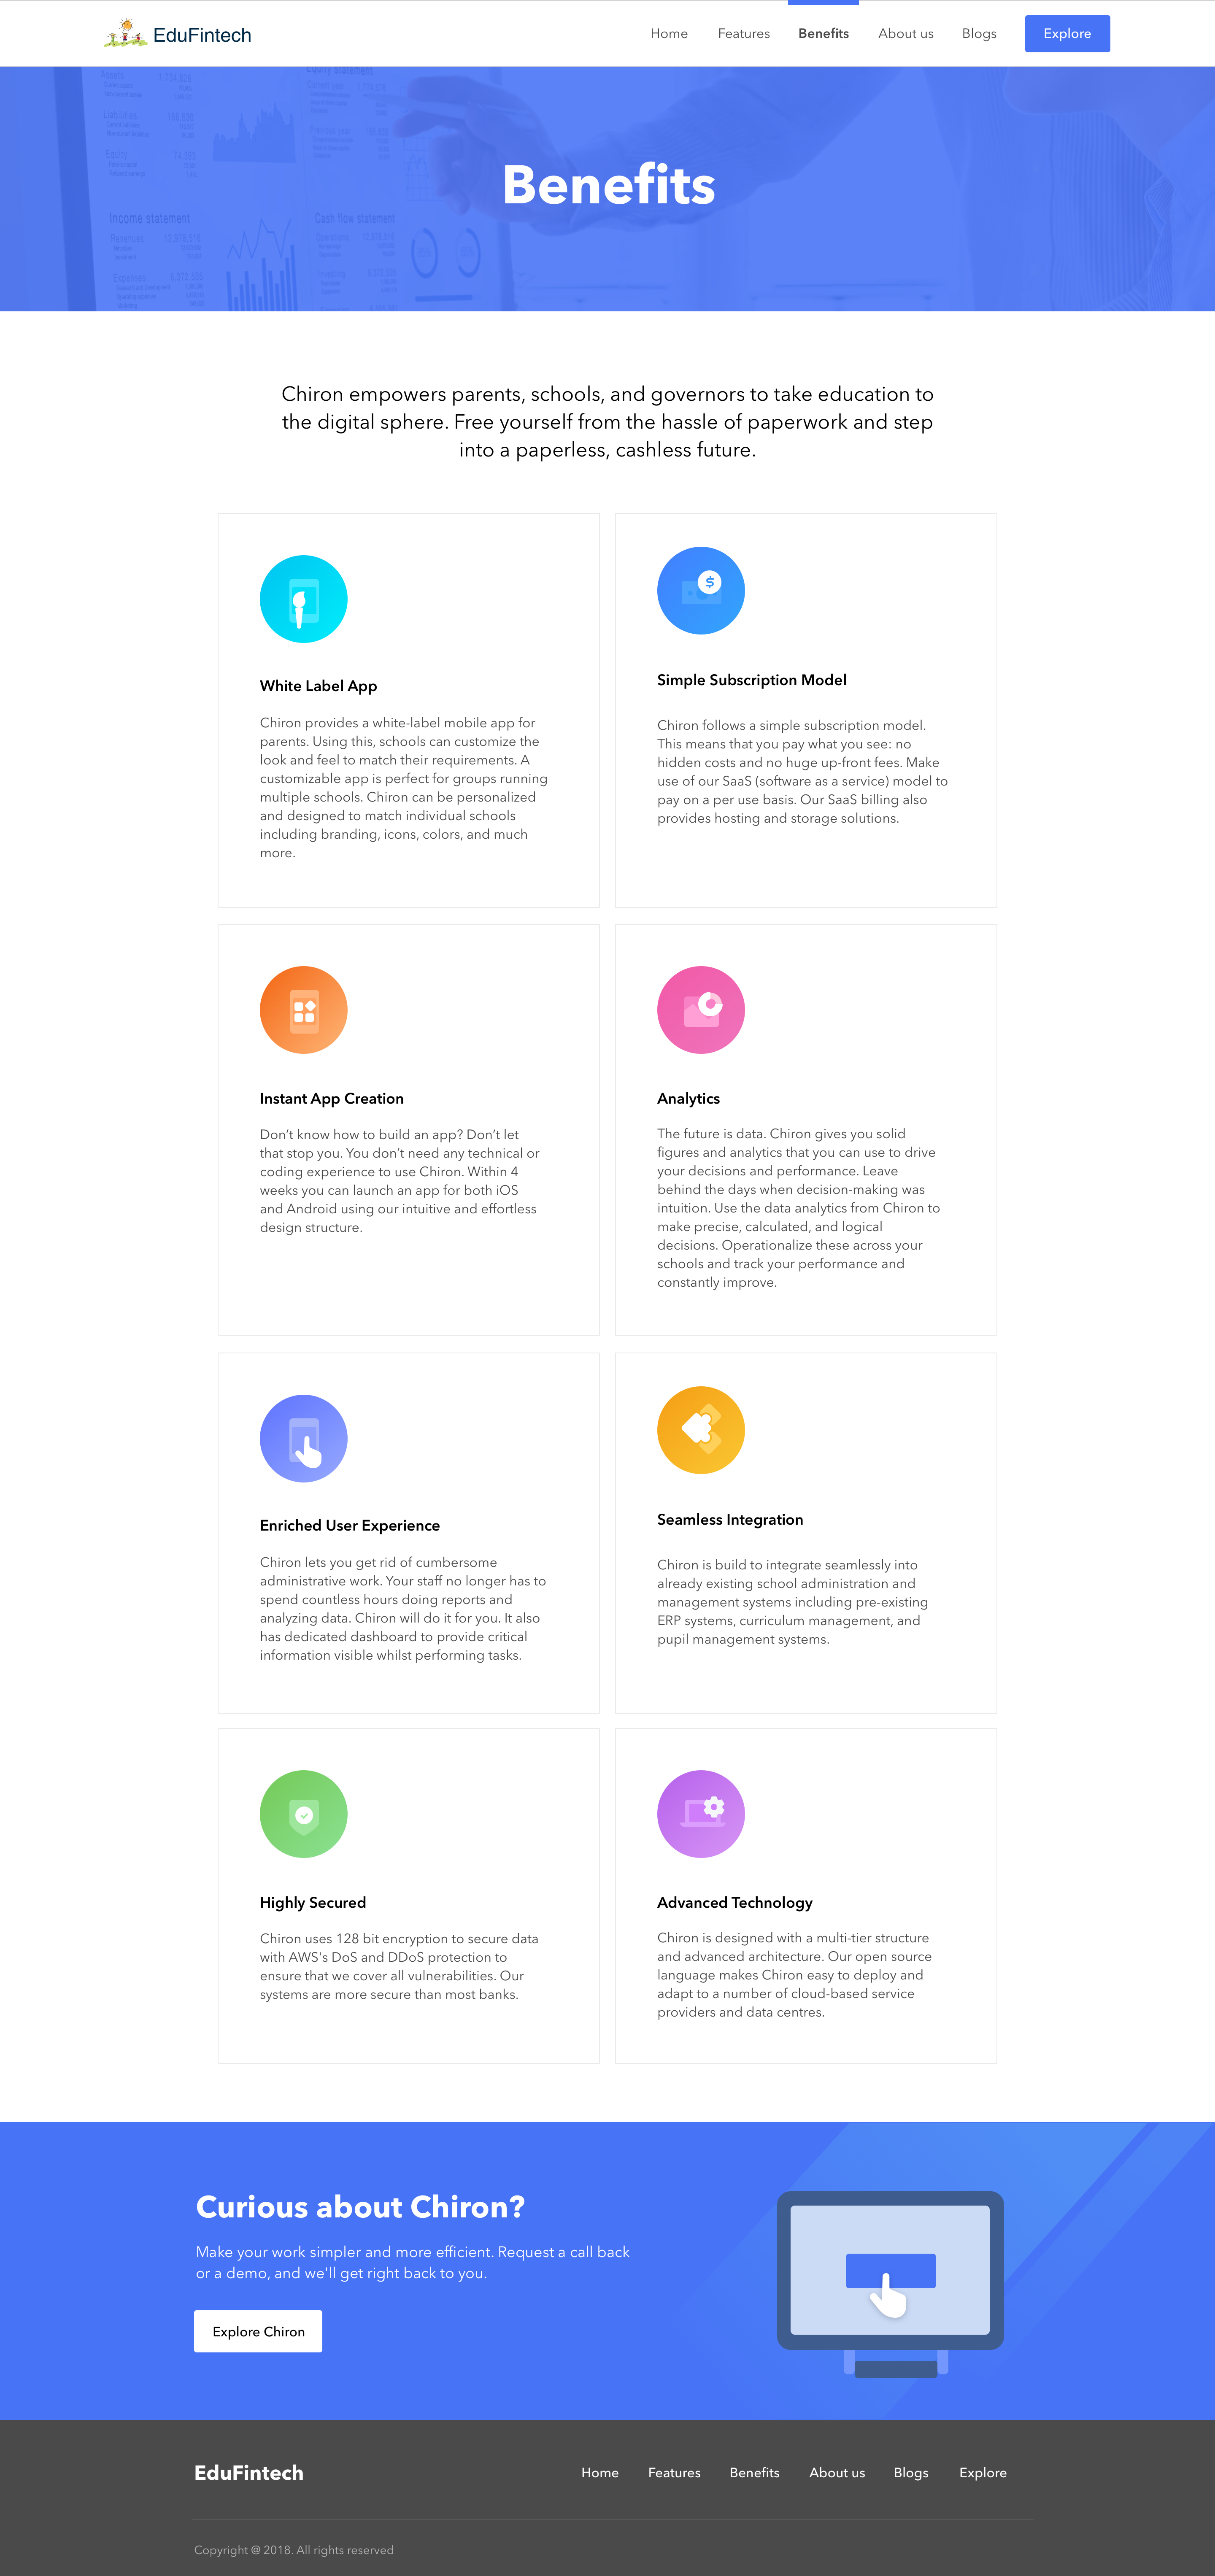 EduFintech
Home Features Benefits About us Blogs Explore
Assets
Liabilities
Equity
Income statement
Revenues
Expenses
Equity statement
Previous year
Cash flow statement
Operations
Investing
Benefits
Chiron empowers parents, schools, and governors to take education to
the digital sphere. Free yourself from the hassle of paperwork and step
into a paperless, cashless future.
White Label App
Chiron provides a white-label mobile app for
parents. Using this, schools can customize the
look and feel to match their requirements. A
customizable app is perfect for groups running
multiple schools. Chiron can be personalized
and designed to match individual schools
including branding, icons, colors, and much
more.
$
Simple Subscription Model
Chiron follows a simple subscription model.
This means that you pay what you see: no
hidden costs and no huge up-front fees. Make
use of our SaaS (software as a service) model to
pay on a per use basis. Our SaaS billing also
provides hosting and storage solutions.
Instant App Creation
Don't know how to build an app? Don't let
that stop you. You don't need any technical or
coding experience to use Chiron. Within 4
weeks you can launch an app for both iOS
and Android using our intuitive and effortless
design structure.
Analytics
The future is data. Chiron gives you solid
figures and analytics that you can use to drive
your decisions and performance. Leave
behind the days when decision-making was
intuition. Use the data analytics from Chiron to
make precise, calculated, and logical
decisions. Operationalize these across your
schools and track your performance and
constantly improve.
Enriched User Experience
Chiron lets you get rid of cumbersome
administrative work. Your staff no longer has to
spend countless hours doing reports and
analyzing data. Chiron will do it for you. It also
has dedicated dashboard to provide critical
information visible whilst performing tasks.
Seamless Integration
Chiron is build to integrate seamlessly into
already existing school administration and
management systems including pre-existing
ERP systems, curriculum management, and
pupil management systems.
Highly Secured
Chiron uses 128 bit encryption to secure data
with AWS's DoS and DDoS protection to
ensure that we cover all vulnerabilities. Our
systems are more secure than most banks.
Advanced Technology
Chiron is designed with a multi-tier structure
and advanced architecture. Our open source
language makes Chiron easy to deploy and
adapt to a number of cloud-based service
providers and data centres.
Curious about Chiron?
Make your work simpler and more efficient. Request a call back
or a demo, and we'll get right back to you.
Explore Chiron
EduFintech
Home Features Benefits About us Blogs Explore
Copyright @ 2018. All rights reserved